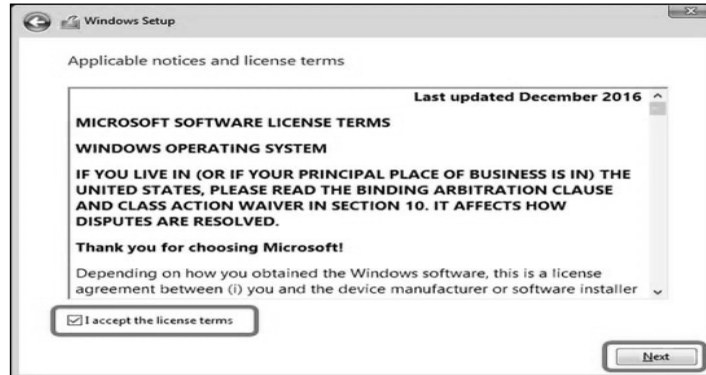 Windows Setup
Applicable notices and license terms
Last updated December 2016
MICROSOFT SOFTWARE LICENSE TERMS
WINDOWS OPERATING SYSTEM
IF YOU LIVE IN (OR IF YOUR PRINCIPAL PLACE OF BUSINESS IS IN) THE
UNITED STATES, PLEASE READ THE BINDING ARBITRATION CLAUSE
AND CLASS ACTION WAIVER IN SECTION 10. IT AFFECTS HOW
DISPUTES ARE RESOLVED.
Thank you for choosing Microsoft!
Depending on how you obtained the Windows software, this is a license
agreement between (i) you and the device manufacturer or software installer
I accept the license terms
Next